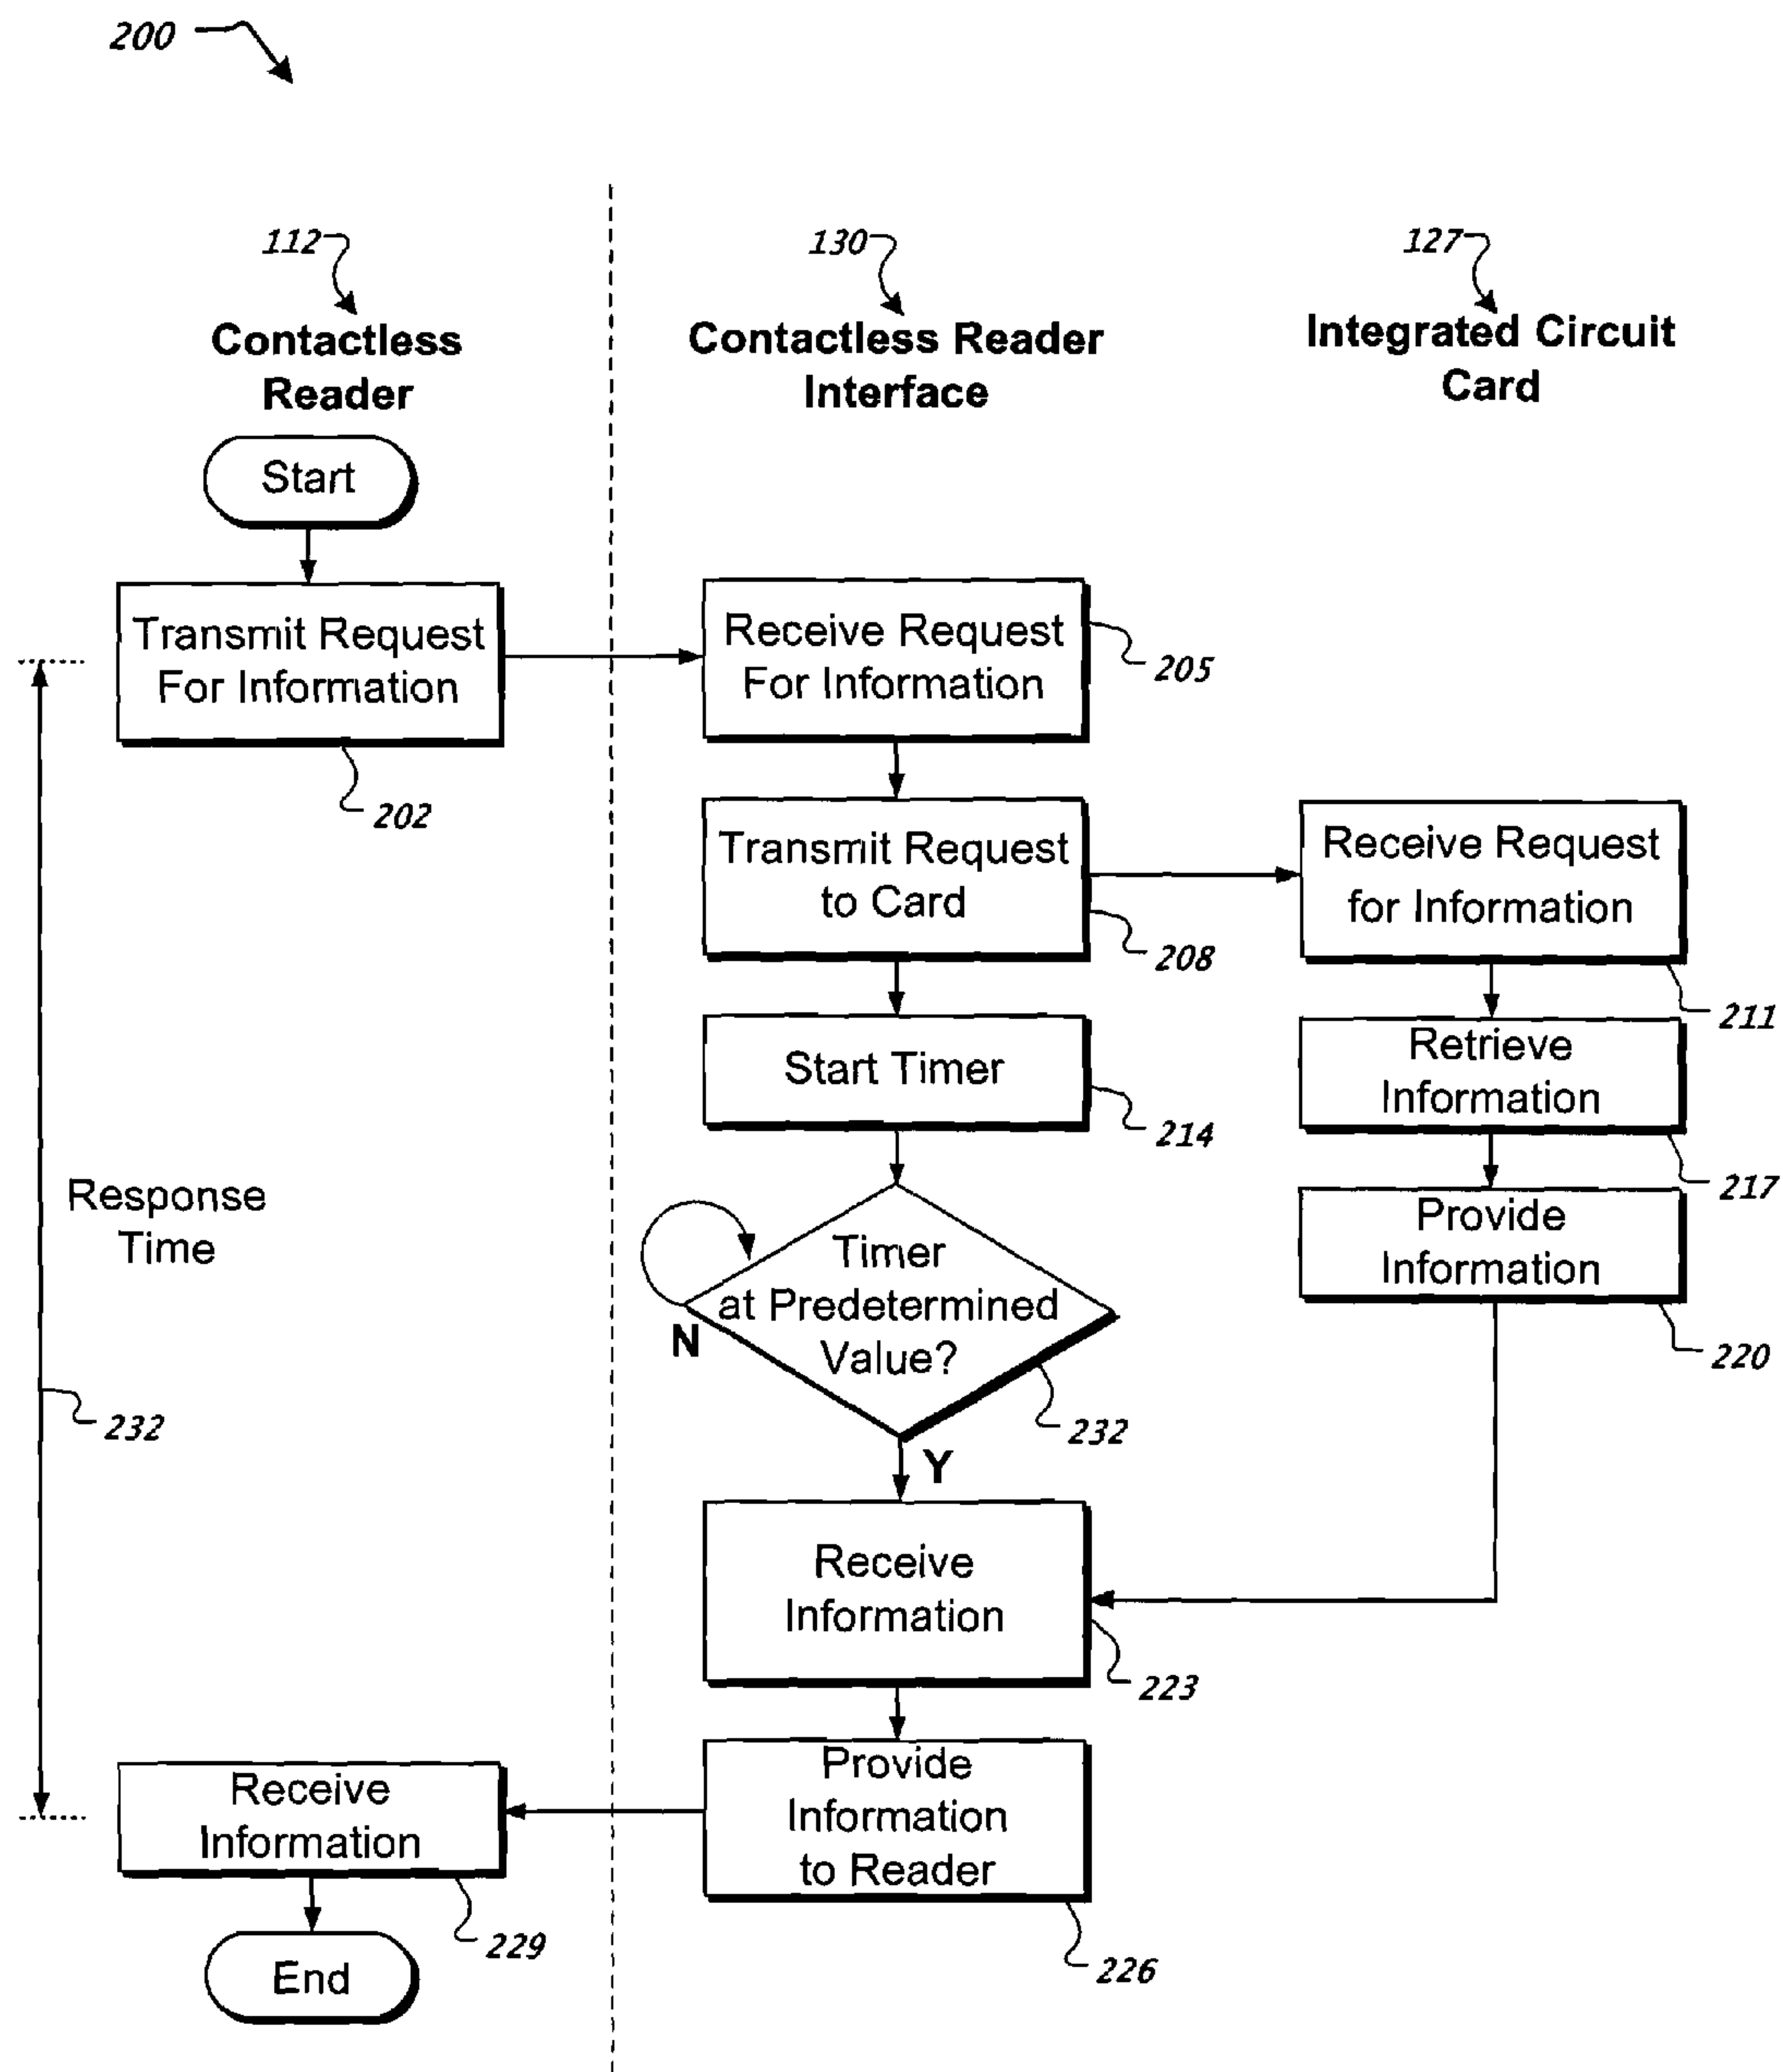 200
112
Contactless
Reader
130
Contactless Reader
Interface
127
Integrated Circuit
Card
Start
Transmit Request
For Information
202
Receive Request
For Information
205
Transmit Request
to Card
208
Receive Request
for Information
211
Start Timer
214
Retrieve
Information
217
Provide
Information
220
Response
Time
232
Timer
at Predetermined
Value?
N
232
Y
Receive
Information
223
Provide
Information
to Reader
226
Receive
Information
229
End